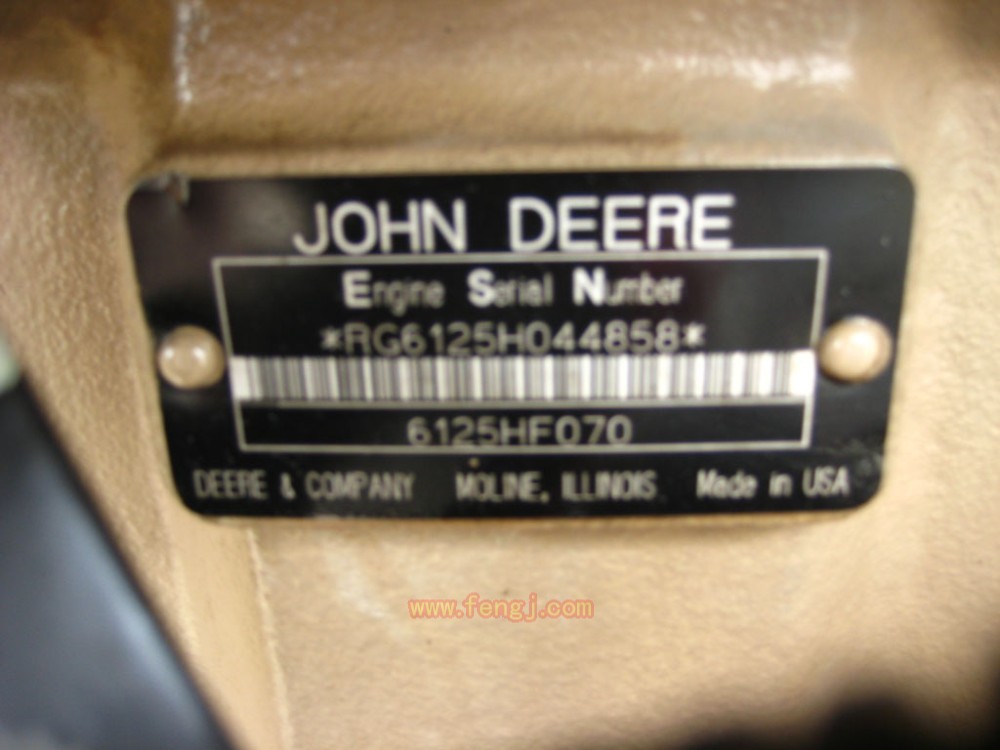 JOHN DEERE
Engine Serial Number
*RG6125H044858*
6125HF070
DEERE & COMPANY MOLINE, ILLINOIS Made in USA
www.fengj.com